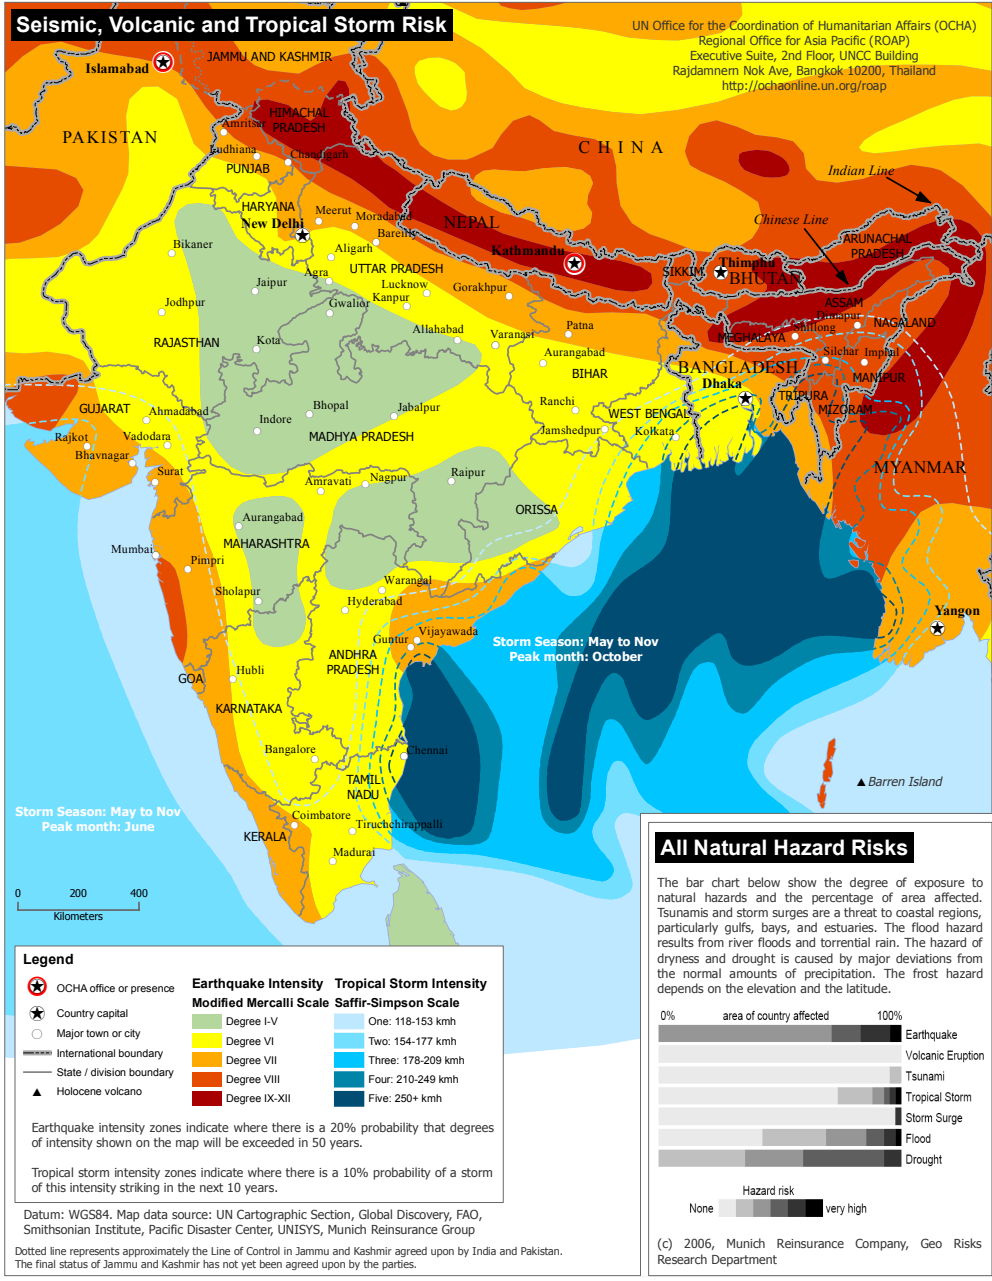 Seismic, Volcanic and Tropical Storm Risk
UN Office for the Coordination of Humanitarian Affairs (OCHA)
Regional Office for Asia Pacific (ROAP)
Executive Suite, 2nd Floor, UNCC Building
Rajdamnern Nok Ave, Bangkok 10200, Thailand
http://ochaonline.un.org/roap
Islamabad
JAMMU AND KASHMIR
HIMACHAL
PRADESH
Amritsar
PAKISTAN
Ludhiana
Chandigarh
PUNJAB
CHINA
Indian Line
HARYANA
New Delhi
Meerut
Moradabad
Bareilly
NEPAL
Chinese Line
Bikaner
Aligarh
Kathmandu
ARUNACHAL
PRADESH
Thimphu
SIKKIM
BHUTAN
Agra
UTTAR PRADESH
Jaipur
Lucknow
Gorakhpur
Jodhpur
Gwalior
Kanpur
ASSAM
Dimapur
NAGALAND
Shillong
RAJASTHAN
Kota
Allahabad
Varanasi
Patna
MEGHALAYA
Aurangabad
Silchar
Imphal
BIHAR
BANGLADESH
Dhaka
MANIPUR
TRIPURA
MIZORAM
GUJARAT
Ahmadabad
Indore
Bhopal
Jabalpur
Ranchi
WEST BENGAL
Rajkot
Vadodara
MADHYA PRADESH
Jamshedpur
Kolkata
Bhavnagar
Surat
Amravati
Nagpur
Raipur
MYANMAR
Aurangabad
ORISSA
MAHARASHTRA
Mumbai
Pimpri
Sholapur
Warangal
Hyderabad
Yangon
Guntur
Vijayawada
Storm Season: May to Nov
Peak month: October
ANDHRA
PRADESH
GOA
Hubli
KARNATAKA
Bangalore
Chennai
TAMIL
NADU
Barren Island
Storm Season: May to Nov
Peak month: June
Coimbatore
Tiruchchirappalli
KERALA
Madurai
0 200 400
Kilometers
All Natural Hazard Risks
The bar chart below show the degree of exposure to
natural hazards and the percentage of area affected.
Tsunamis and storm surges are a threat to coastal regions,
particularly gulfs, bays, and estuaries. The flood hazard
results from river floods and torrential rain. The hazard of
dryness and drought is caused by major deviations from
the normal amounts of precipitation. The frost hazard
depends on the elevation and the latitude.
0% area of country affected 100%
Earthquake
Volcanic Eruption
Tsunami
Tropical Storm
Storm Surge
Flood
Drought
Hazard risk
None very high
(c) 2006, Munich Reinsurance Company, Geo Risks
Research Department
Legend
OCHA office or presence
Country capital
Major town or city
International boundary
State / division boundary
Holocene volcano
Earthquake Intensity
Modified Mercalli Scale
Degree I-V
Degree VI
Degree VII
Degree VIII
Degree IX-XII
Tropical Storm Intensity
Saffir-Simpson Scale
One: 118-153 kmh
Two: 154-177 kmh
Three: 178-209 kmh
Four: 210-249 kmh
Five: 250+ kmh
Earthquake intensity zones indicate where there is a 20% probability that degrees
of intensity shown on the map will be exceeded in 50 years.
Tropical storm intensity zones indicate where there is a 10% probability of a storm
of this intensity striking in the next 10 years.
Datum: WGS84. Map data source: UN Cartographic Section, Global Discovery, FAO,
Smithsonian Institute, Pacific Disaster Center, UNISYS, Munich Reinsurance Group
Dotted line represents approximately the Line of Control in Jammu and Kashmir agreed upon by India and Pakistan.
The final status of Jammu and Kashmir has not yet been agreed upon by the parties.